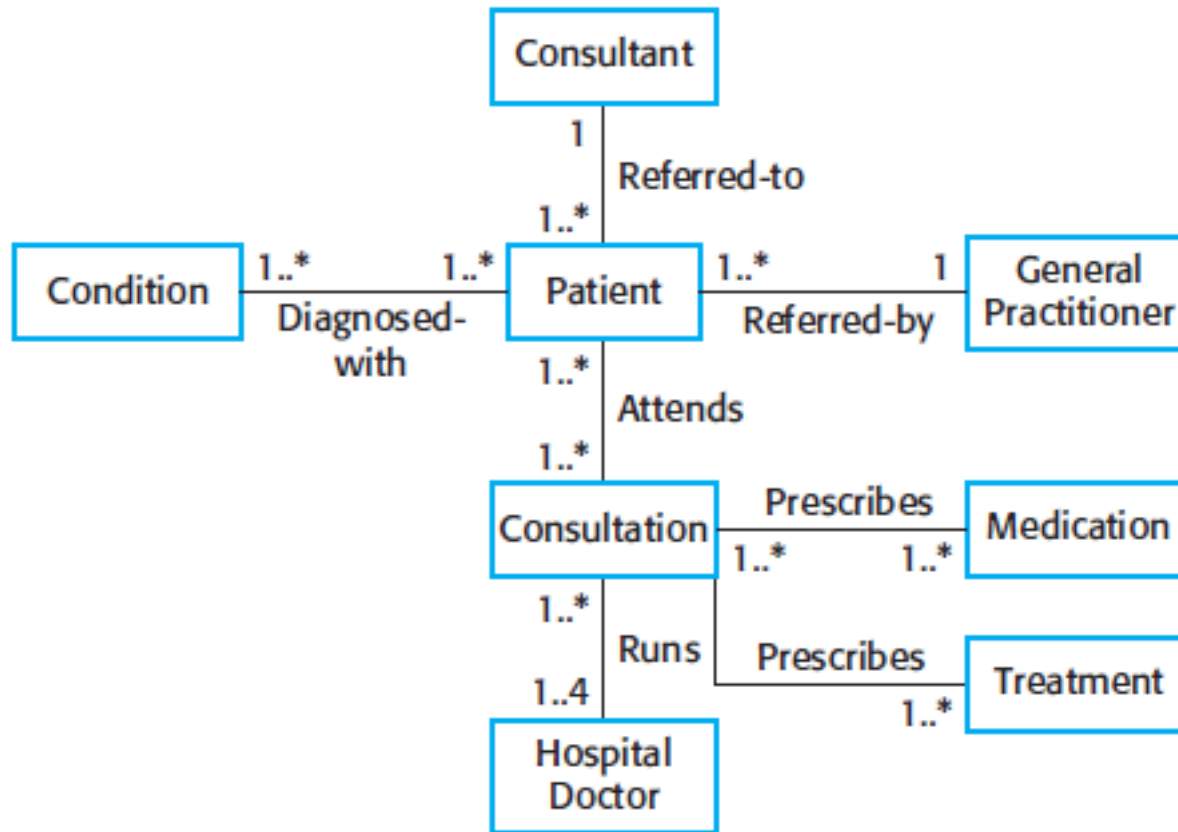 Consultant
1
Referred-to
1..*
Condition
1..*
Diagnosed-
with
1..*
Patient
1..*
Referred-by
1
General
Practitioner
1..*
Attends
1..*
Consultation
Prescribes
1..*
1..*
Medication
1..*
Runs
1..4
Prescribes
1..*
Treatment
Hospital
Doctor